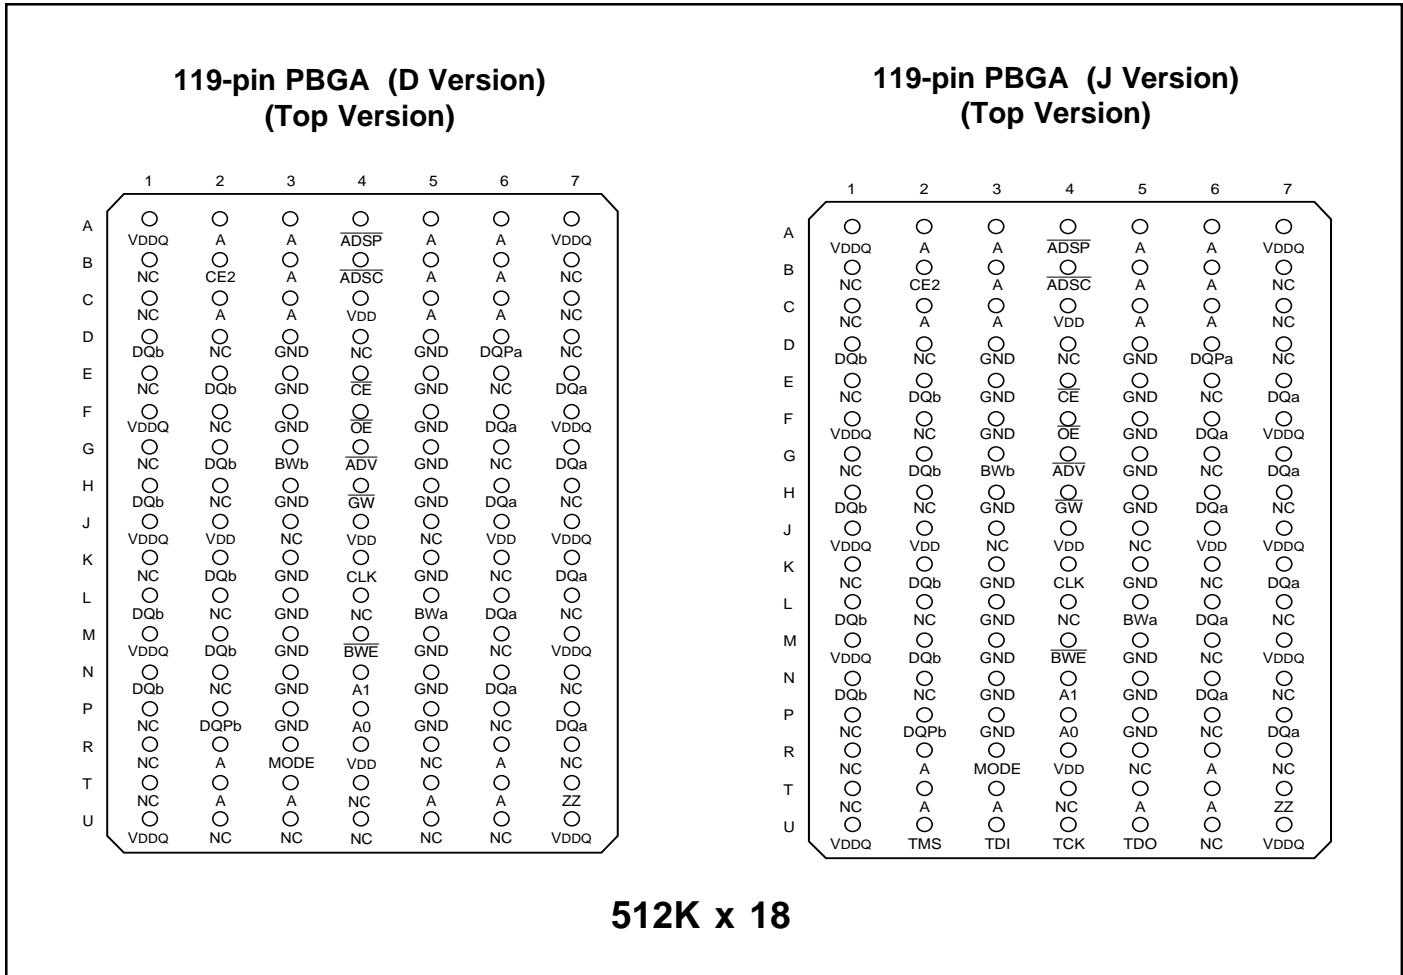 119-pin PBGA (D Version)
(Top Version)
1 2 3 4 5 6 7
A
VDDQ A A ADSP A A VDDQ
B
NC CE2 A ADSC A A NC
C
NC A A VDD A A NC
D
DQb NC GND NC GND DQPa NC
E
NC DQb GND CE GND NC DQa
F
VDDQ NC GND OE GND DQa VDDQ
G
NC DQb BWb ADV GND NC DQa
H
DQb NC GND GW GND DQa NC
J
VDDQ VDD NC VDD NC VDD VDDQ
K
NC DQb GND CLK GND NC DQa
L
DQb NC GND NC BWa DQa NC
M
VDDQ DQb GND BWE GND NC VDDQ
N
DQb NC GND A1 GND DQa NC
P
NC DQPb GND A0 GND NC DQa
R
NC A MODE VDD NC A NC
T
NC A A NC A A ZZ
U
VDDQ NC NC NC NC NC VDDQ
119-pin PBGA (J Version)
(Top Version)
1 2 3 4 5 6 7
A
VDDQ A A ADSP A A VDDQ
B
NC CE2 A ADSC A A NC
C
NC A A VDD A A NC
D
DQb NC GND NC GND DQPa NC
E
NC DQb GND CE GND NC DQa
F
VDDQ NC GND OE GND DQa VDDQ
G
NC DQb BWb ADV GND NC DQa
H
DQb NC GND GW GND DQa NC
J
VDDQ VDD NC VDD NC VDD VDDQ
K
NC DQb GND CLK GND NC DQa
L
DQb NC GND NC BWa DQa NC
M
VDDQ DQb GND BWE GND NC VDDQ
N
DQb NC GND A1 GND DQa NC
P
NC DQPb GND A0 GND NC DQa
R
NC A MODE VDD NC A NC
T
NC A A NC A A ZZ
U
VDDQ TMS TDI TCK TDO NC VDDQ
512K x 18